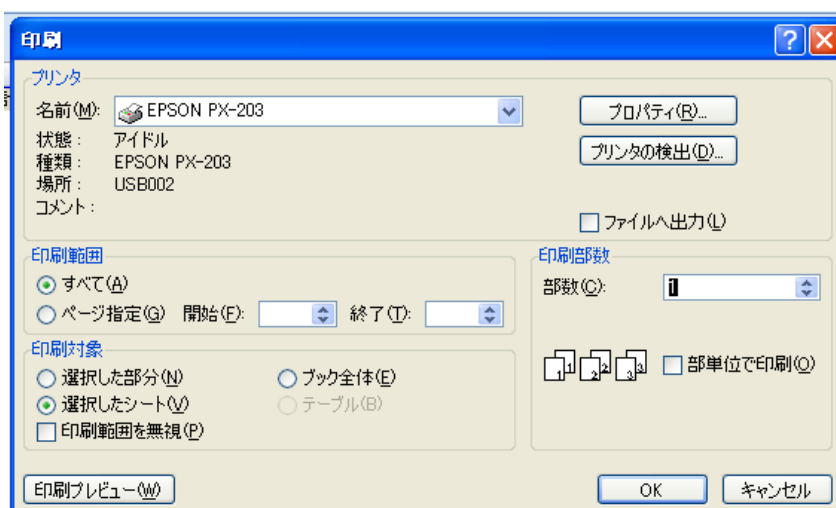 印刷
プリンタ
名前(M): EPSON PX-203
プロパティ(R)...
状態： アイドル
プリンタの検出(D)...
種類： EPSON PX-203
場所： USB002
コメント：
ファイルへ出力(L)
印刷範囲
すべて(A)
ページ指定(G) 開始(F): 終了(T):
印刷部数
部数(C): 1
1 1 2 2 3 3 部単位で印刷(O)
印刷対象
選択した部分(N) ブック全体(E)
選択したシート(V) テーブル(B)
印刷範囲を無視(P)
印刷プレビュー(W) OK キャンセル